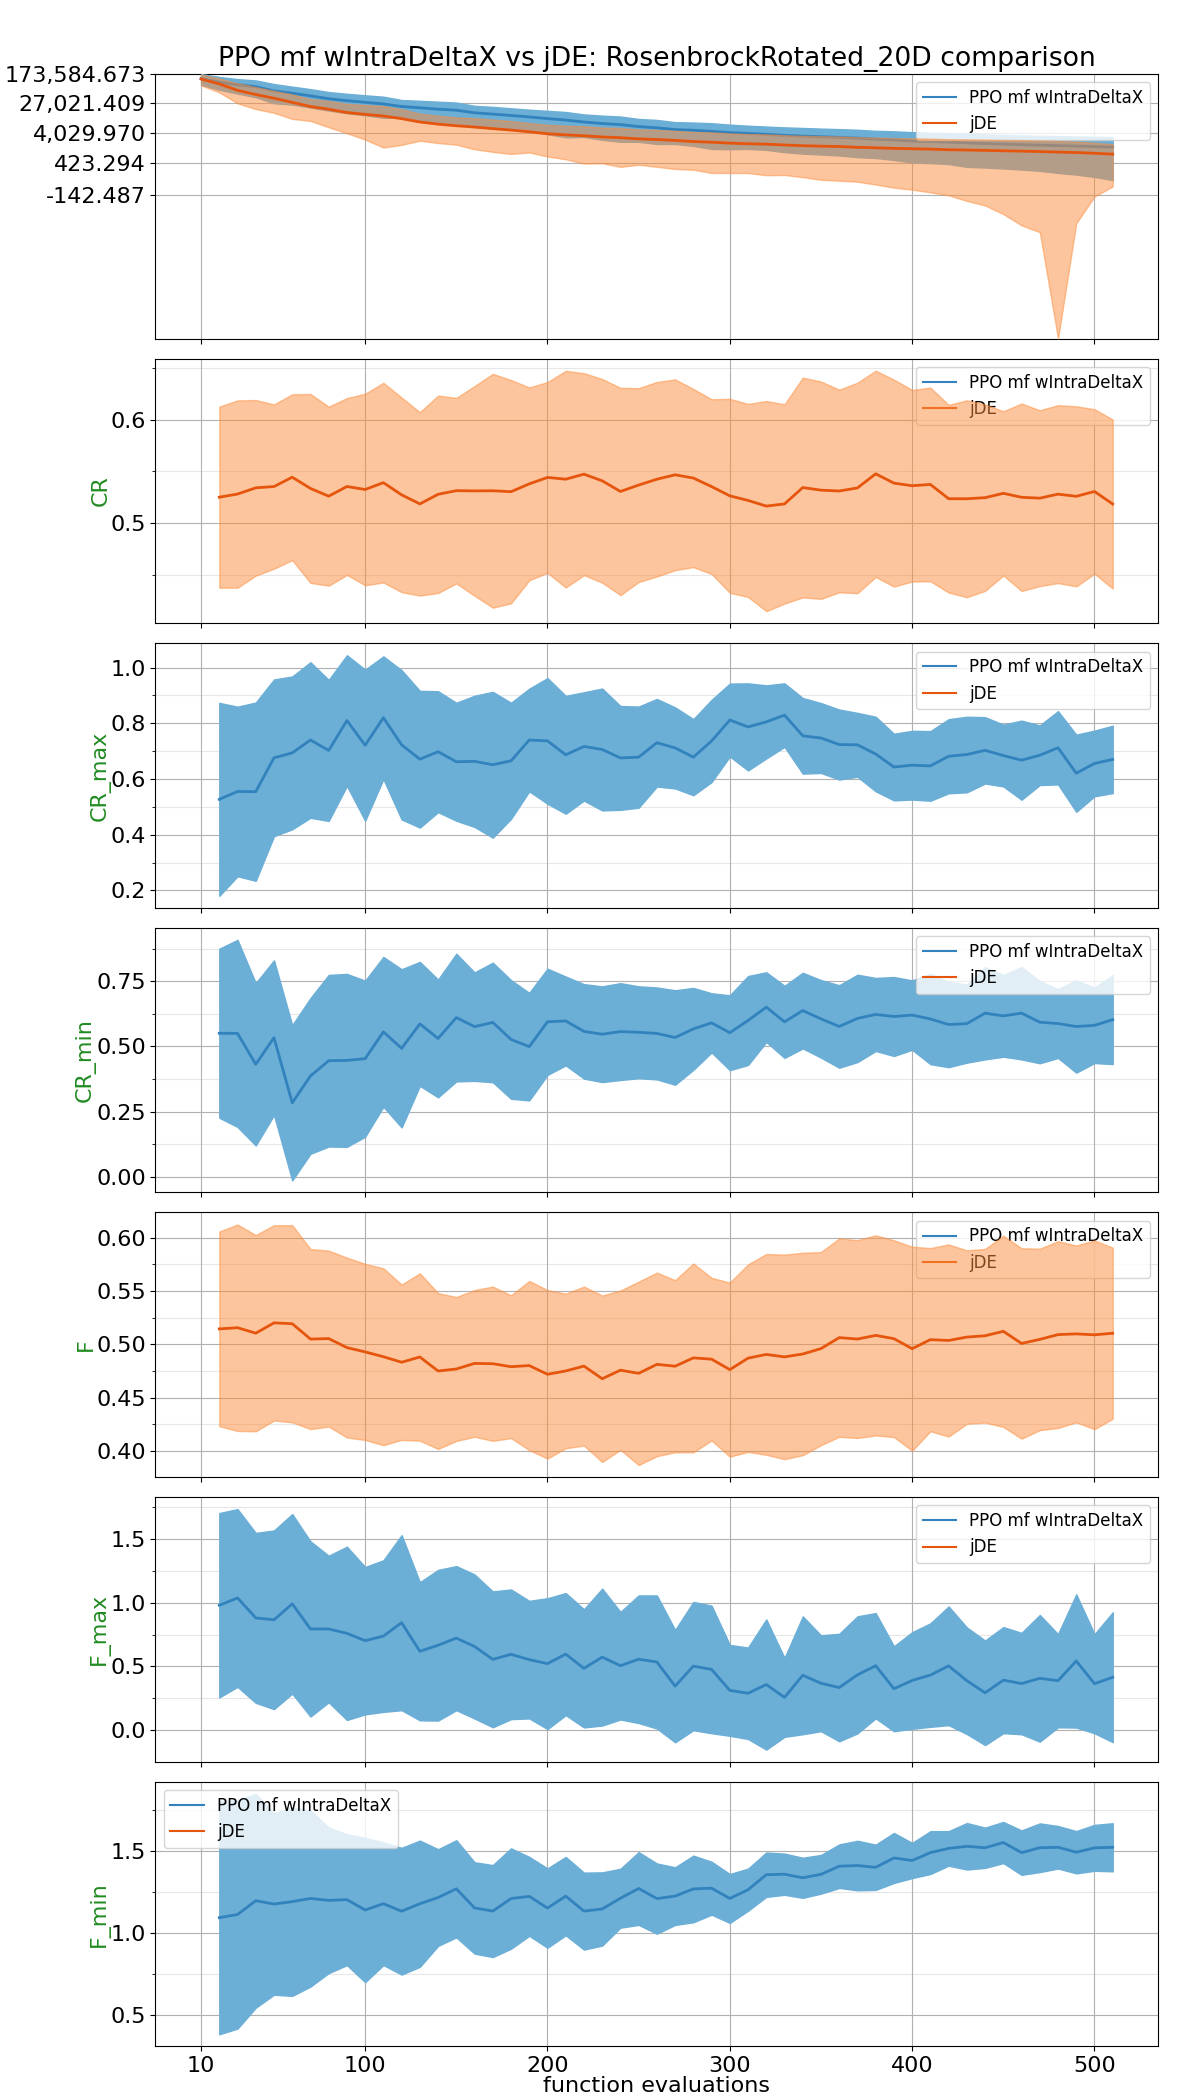 PPO mf wIntraDeltaX vs jDE: RosenbrockRotated_20D comparison
173,584.673
27,021.409
4,029.970
423.294
-142.487
PPO mf wIntraDeltaX
jDE
CR
0.6
0.5
PPO mf wIntraDeltaX
jDE
CR_max
1.0
0.8
0.6
0.4
0.2
PPO mf wIntraDeltaX
jDE
CR_min
0.75
0.50
0.25
0.00
PPO mf wIntraDeltaX
jDE
F
0.60
0.55
0.50
0.45
0.40
PPO mf wIntraDeltaX
jDE
F_max
1.5
1.0
0.5
0.0
PPO mf wIntraDeltaX
jDE
F_min
1.5
1.0
0.5
PPO mf wIntraDeltaX
jDE
10 100 200 300 400 500
function evaluations